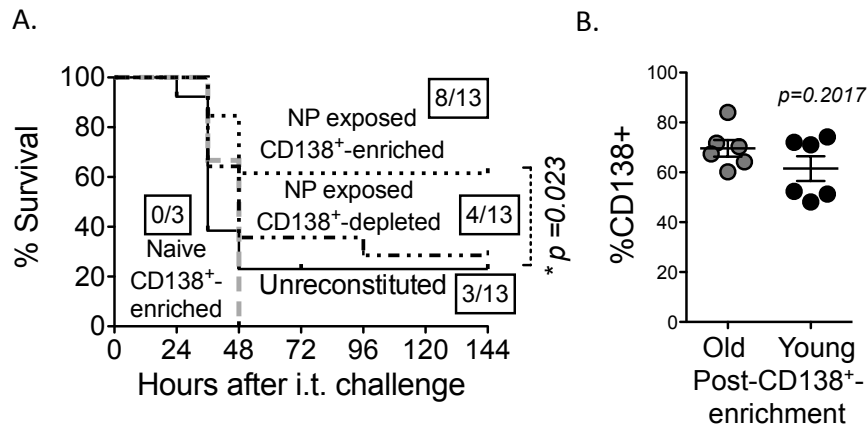 A.
% Survival
100
80
60
40
20
0
0 24 48 72 96 120 144
Hours after i.t. challenge
8/13
NP exposed
CD138⁺-enriched
NP exposed
CD138⁺-depleted
4/13
0/3
Naive
CD138⁺-
enriched
Unreconstituted
3/13
* p =0.023
B.
%CD138+
100
80
60
40
20
0
p=0.2017
Old Young
Post-CD138⁺-
enrichment